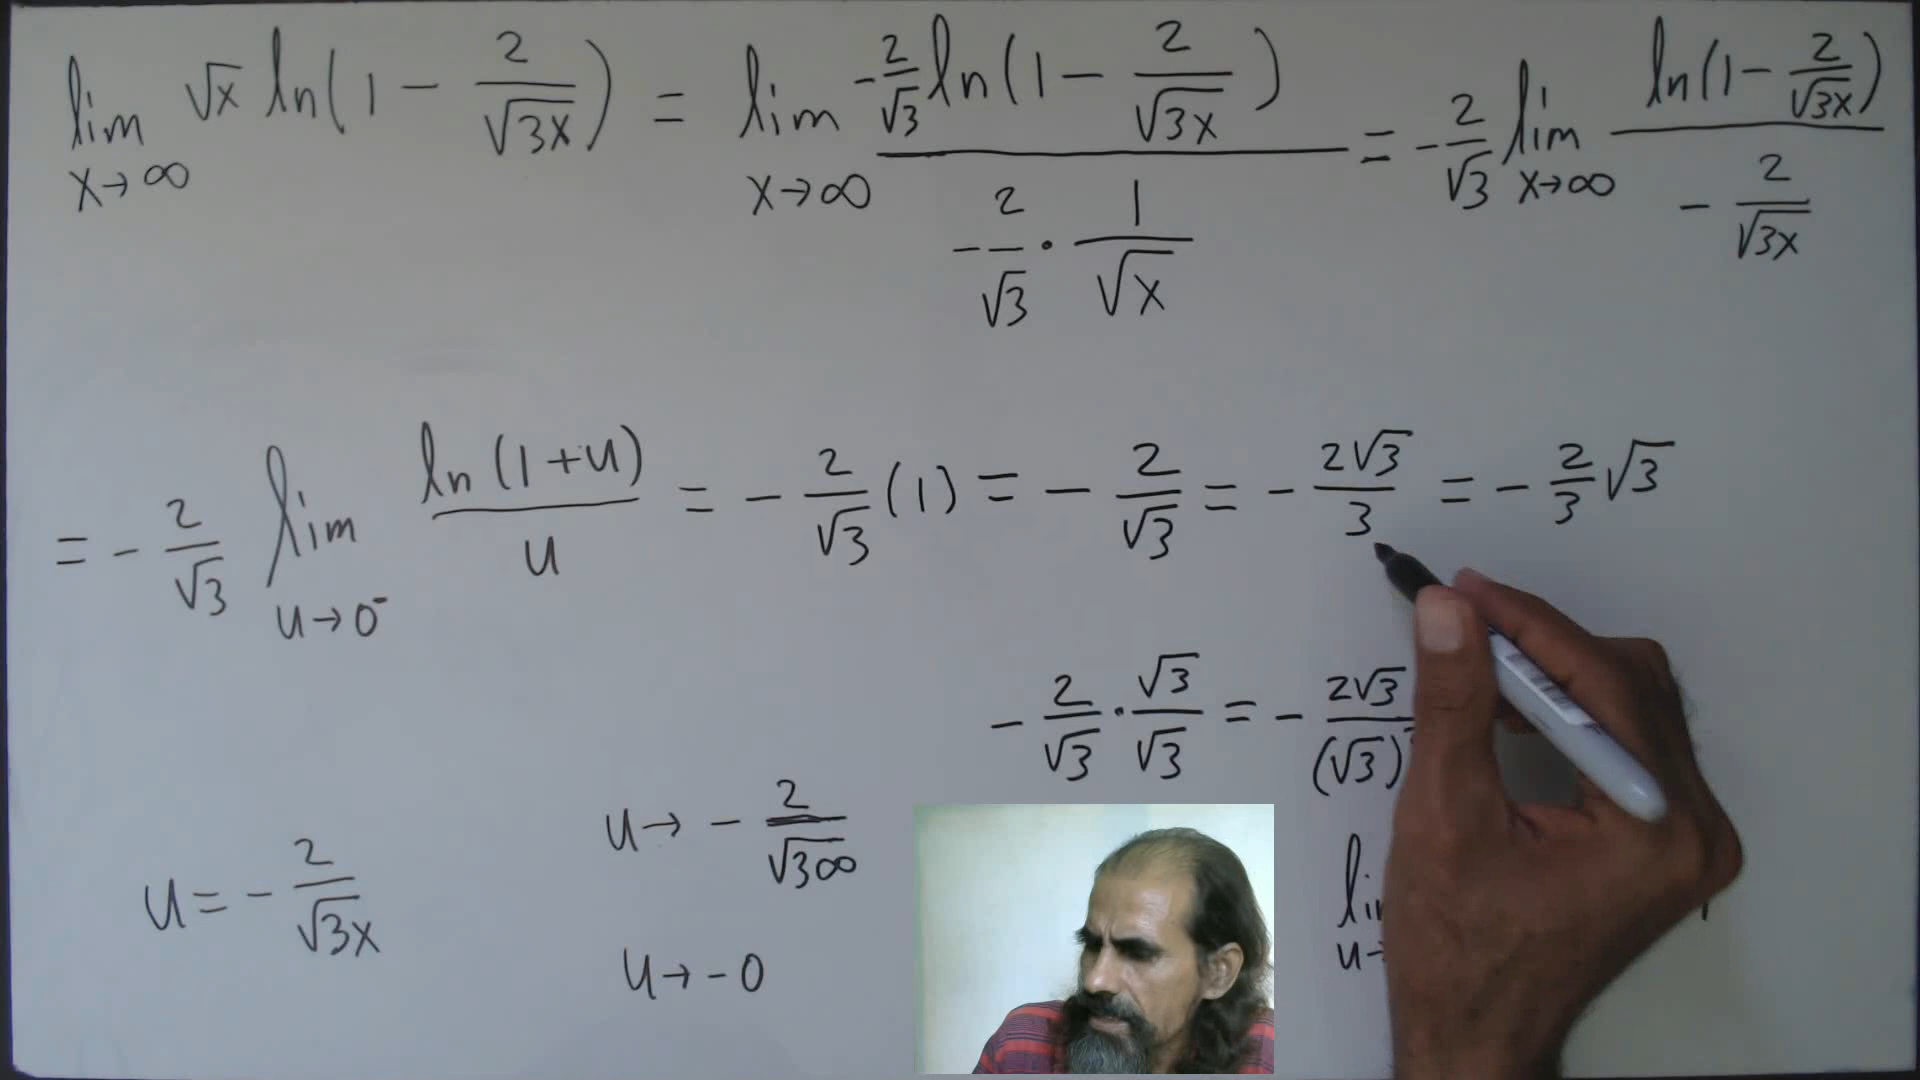 lim x→∞ √x ln(1 - 2/√3x) = lim x→∞ -2/√3 ln(1 - 2/√3x) / -2/√3 · 1/√x = -2/√3 lim x→∞ ln(1 - 2/√3x) / - 2/√3x
= - 2/√3 lim u→0⁻ ln(1+u)/u = - 2/√3 (1) = - 2/√3 = - 2√3/3 = - 2/3 √3
- 2/√3 · √3/√3 = - 2√3/(√3)
u → - 2/√3∞
u = - 2/√3x
u → - 0